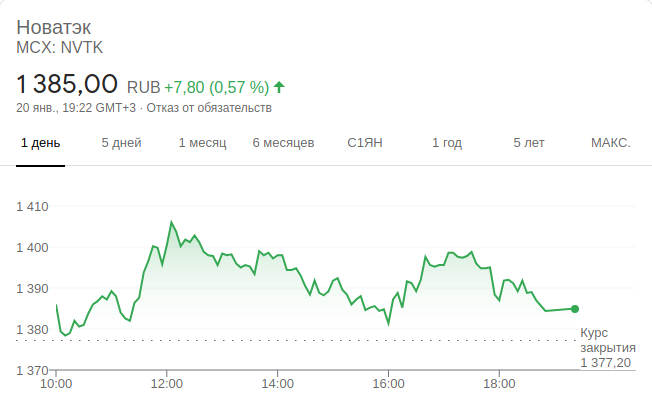 Новатэк
MCX: NVTK
1 385,00 RUB +7,80 (0,57 %)
20 янв., 19:22 GMT+3 · Отказ от обязательств
1 день 5 дней 1 месяц 6 месяцев С1ЯН 1 год 5 лет МАКС.
1 410
1 400
1 390
1 380
1 370
Курс
закрытия
1 377,20
10:00 12:00 14:00 16:00 18:00